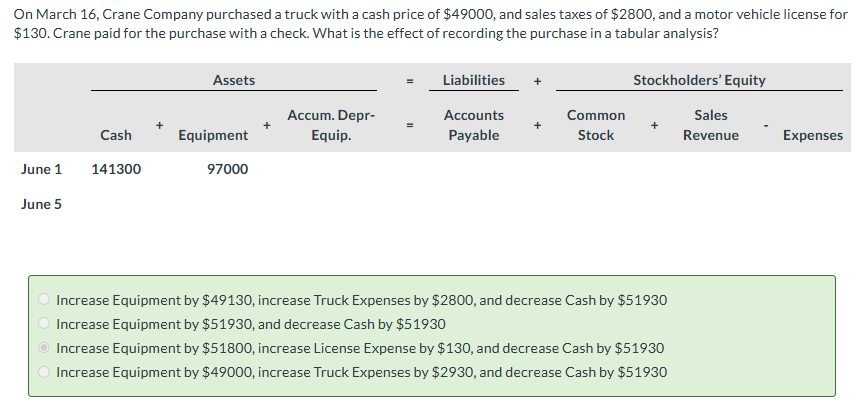 On March 16, Crane Company purchased a truck with a cash price of $49000, and sales taxes of $2800, and a motor vehicle license for
$130. Crane paid for the purchase with a check. What is the effect of recording the purchase in a tabular analysis?
Assets = Liabilities + Stockholders' Equity
Accum. Depr- Accounts Common Sales
Cash + Equipment + Equip. = Payable + Stock + Revenue - Expenses
June 1 141300 97000
June 5
Increase Equipment by $49130, increase Truck Expenses by $2800, and decrease Cash by $51930
Increase Equipment by $51930, and decrease Cash by $51930
Increase Equipment by $51800, increase License Expense by $130, and decrease Cash by $51930
Increase Equipment by $49000, increase Truck Expenses by $2930, and decrease Cash by $51930